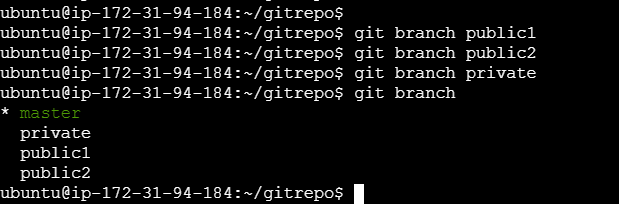 ubuntu@ip-172-31-94-184:~/gitrepo$
ubuntu@ip-172-31-94-184:~/gitrepo$ git branch public1
ubuntu@ip-172-31-94-184:~/gitrepo$ git branch public2
ubuntu@ip-172-31-94-184:~/gitrepo$ git branch private
ubuntu@ip-172-31-94-184:~/gitrepo$ git branch
* master
  private
  public1
  public2
ubuntu@ip-172-31-94-184:~/gitrepo$